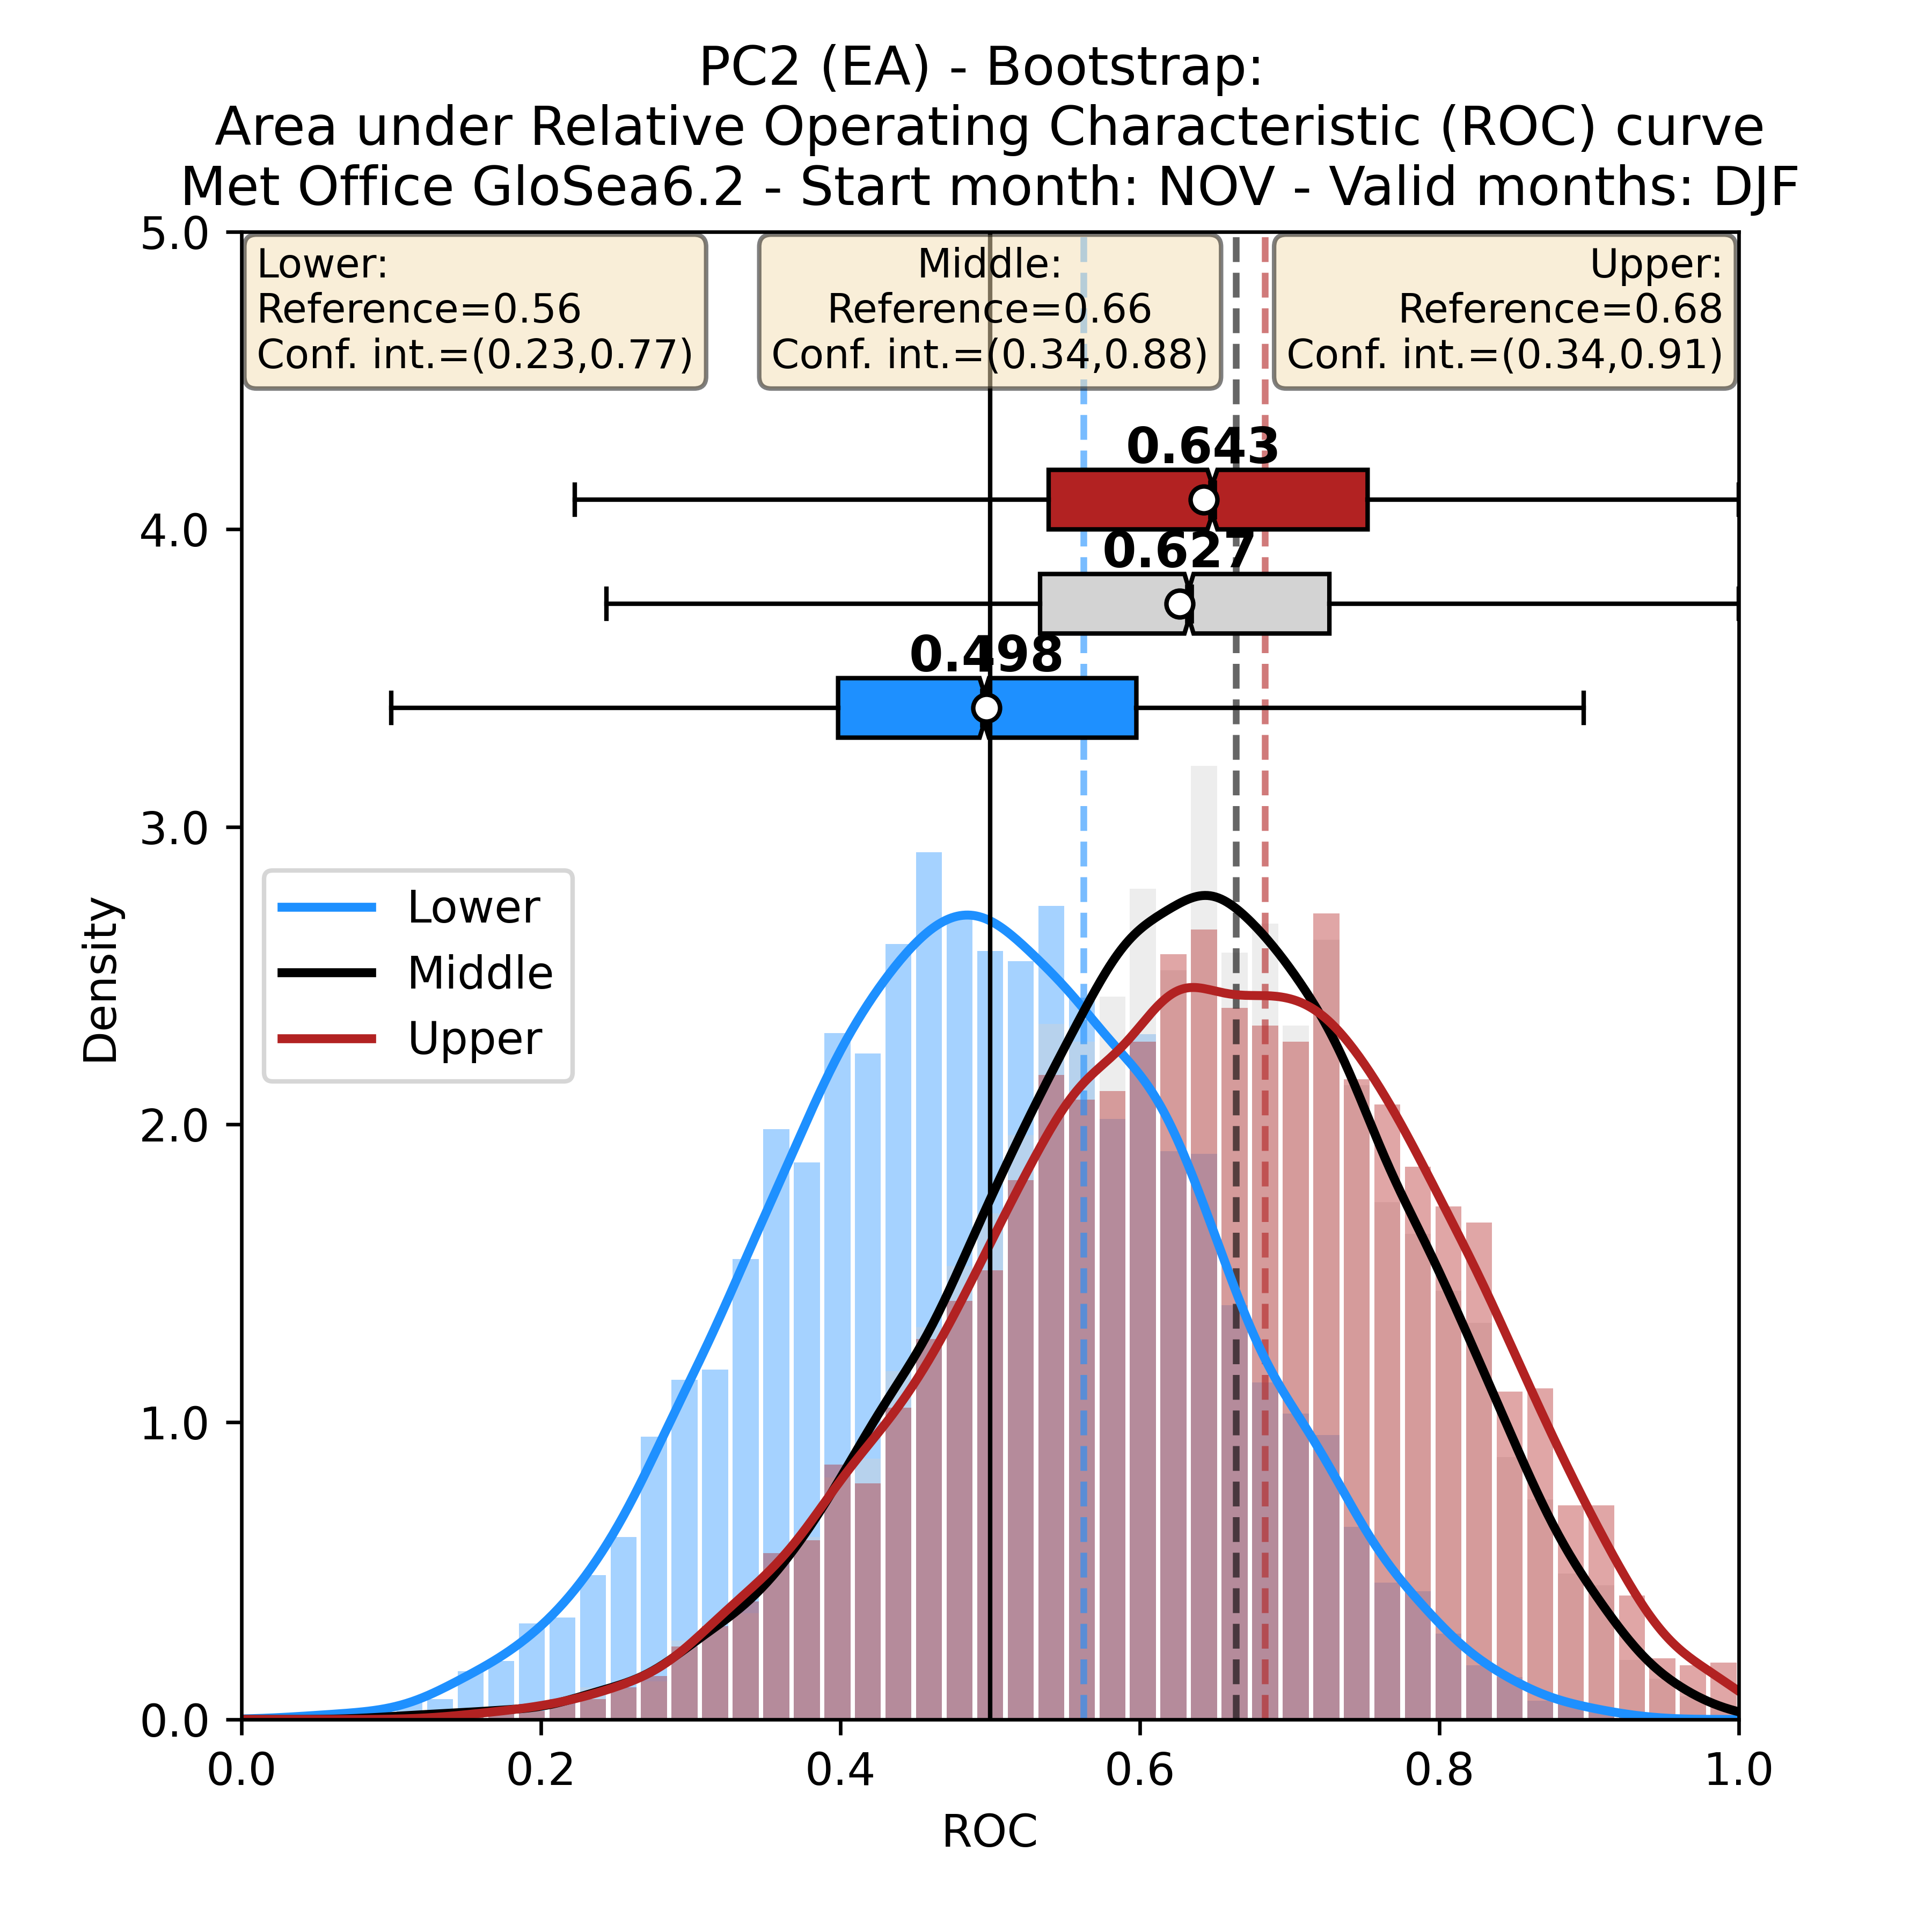 PC2 (EA) - Bootstrap:
Area under Relative Operating Characteristic (ROC) curve
Met Office GloSea6.2 - Start month: NOV - Valid months: DJF
Lower:
Reference=0.56
Conf. int.=(0.23,0.77)
Middle:
Reference=0.66
Conf. int.=(0.34,0.88)
Upper:
Reference=0.68
Conf. int.=(0.34,0.91)
0.643
0.627
0.498
Lower
Middle
Upper
Density
5.0
4.0
3.0
2.0
1.0
0.0
0.0 0.2 0.4 0.6 0.8 1.0
ROC